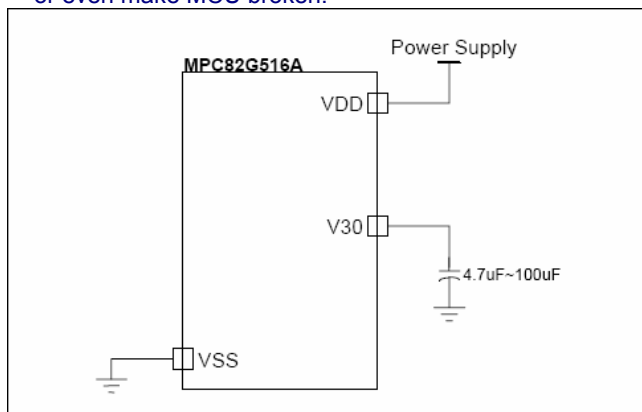 or even make MCU broken.
Power Supply
MPC82G516A
VDD
V30
4.7uF~100uF
VSS